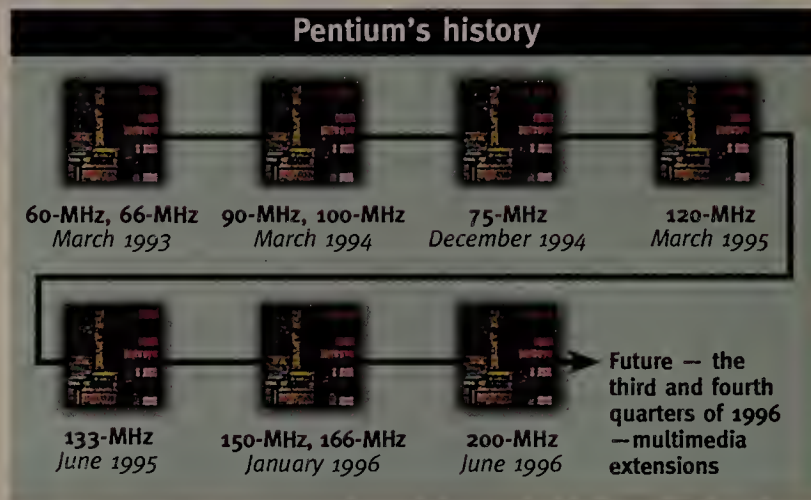 Pentium's history
60-MHz, 66-MHz
March 1993
90-MHz, 100-MHz
March 1994
75-MHz
December 1994
120-MHz
March 1995
133-MHz
June 1995
150-MHz, 166-MHz
January 1996
200-MHz
June 1996
Future — the
third and fourth
quarters of 1996
—multimedia
extensions